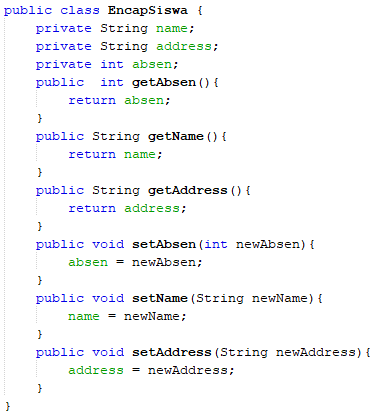 public class EncapSiswa {
private String name;
private String address;
private int absen;
public  int getAbsen(){
return absen;
}
public String getName(){
return name;
}
public String getAddress(){
return address;
}
public void setAbsen(int newAbsen){
absen = newAbsen;
}
public void setName(String newName){
name = newName;
}
public void setAddress(String newAddress){
address = newAddress;
}
}